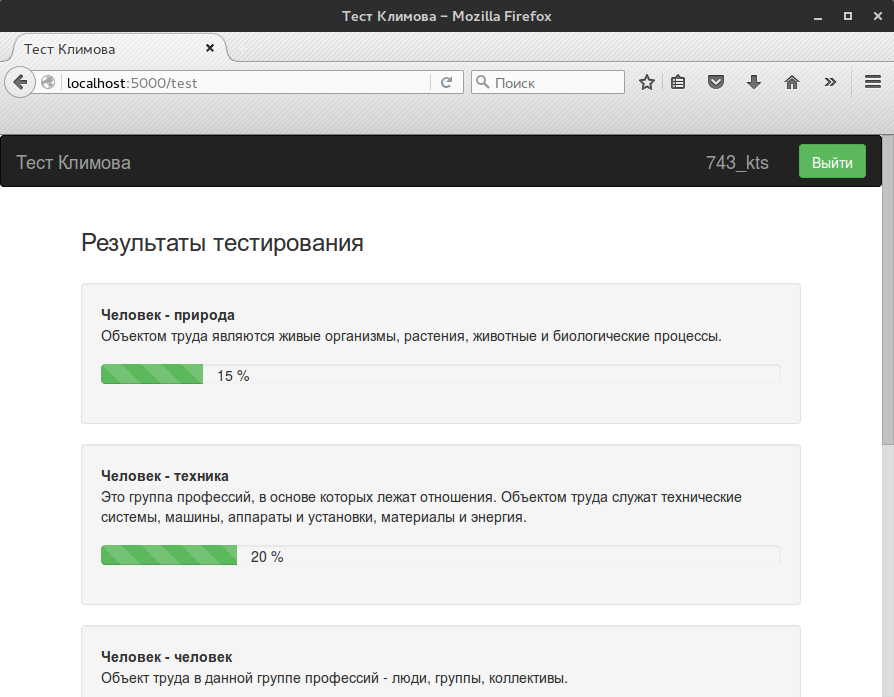 Тест Климова – Mozilla Firefox
Тест Климова
localhost:5000/test
Поиск
Тест Климова
743_kts
Выйти
Результаты тестирования
Человек - природа
Объектом труда являются живые организмы, растения, животные и биологические процессы.
15 %
Человек - техника
Это группа профессий, в основе которых лежат отношения. Объектом труда служат технические
системы, машины, аппараты и установки, материалы и энергия.
20 %
Человек - человек
Объект труда в данной группе профессий - люди, группы, коллективы.